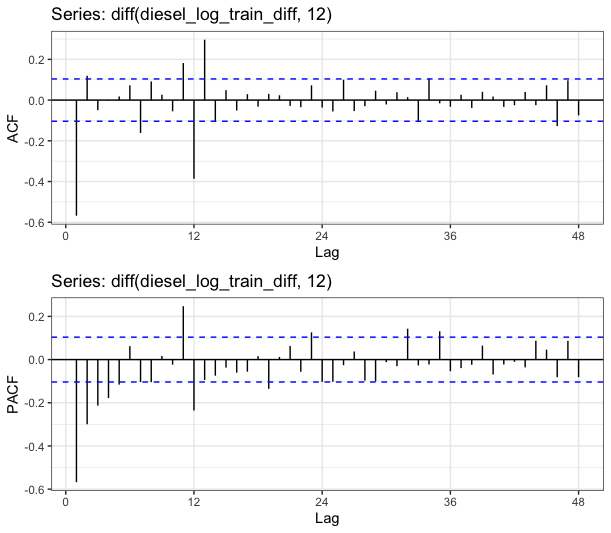 Series: diff(diesel_log_train_diff, 12)
0.2
0.0
-0.2
-0.4
-0.6
ACF
0 12 24 36 48
Lag
Series: diff(diesel_log_train_diff, 12)
0.2
0.0
-0.2
-0.4
-0.6
PACF
0 12 24 36 48
Lag